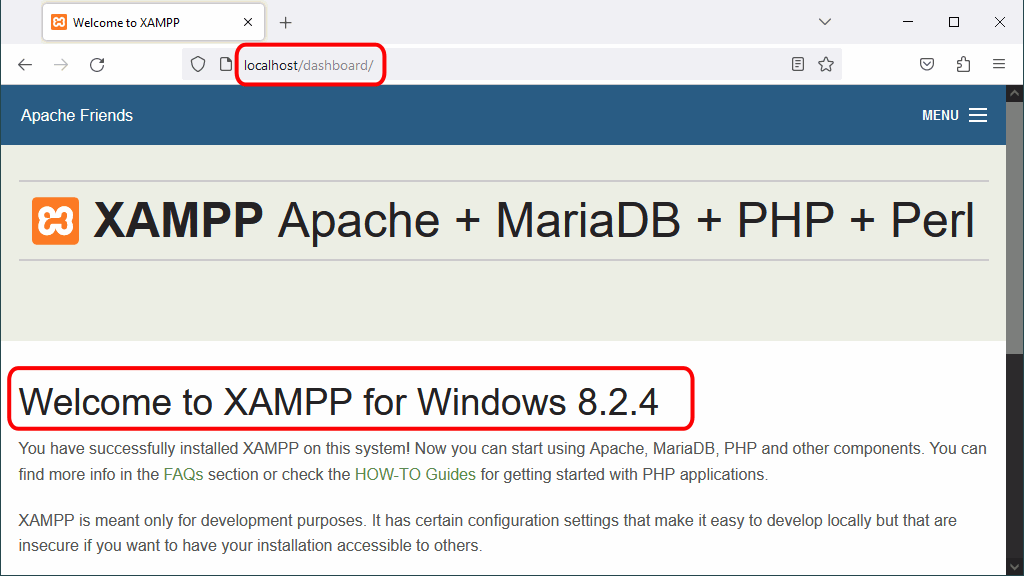 Welcome to XAMPP
localhost/dashboard/
Apache Friends
MENU
XAMPP Apache + MariaDB + PHP + Perl
Welcome to XAMPP for Windows 8.2.4
You have successfully installed XAMPP on this system! Now you can start using Apache, MariaDB, PHP and other components. You can
find more info in the FAQs section or check the HOW-TO Guides for getting started with PHP applications.
XAMPP is meant only for development purposes. It has certain configuration settings that make it easy to develop locally but that are
insecure if you want to have your installation accessible to others.